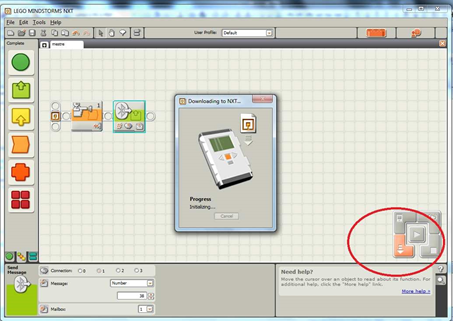 LEGO MINDSTORMS NXT
File Edit Tools Help
User Profile: Default
Complete
mestre
Downloading to NXT...
Progress
Initializing...
Cancel
Send
Message
Connection: 0 1 2 3
Message: Number
Mailbox: 1
Need help?
Move the cursor over an object to read about its function. For
additional help, click the "More help" link.
More help >